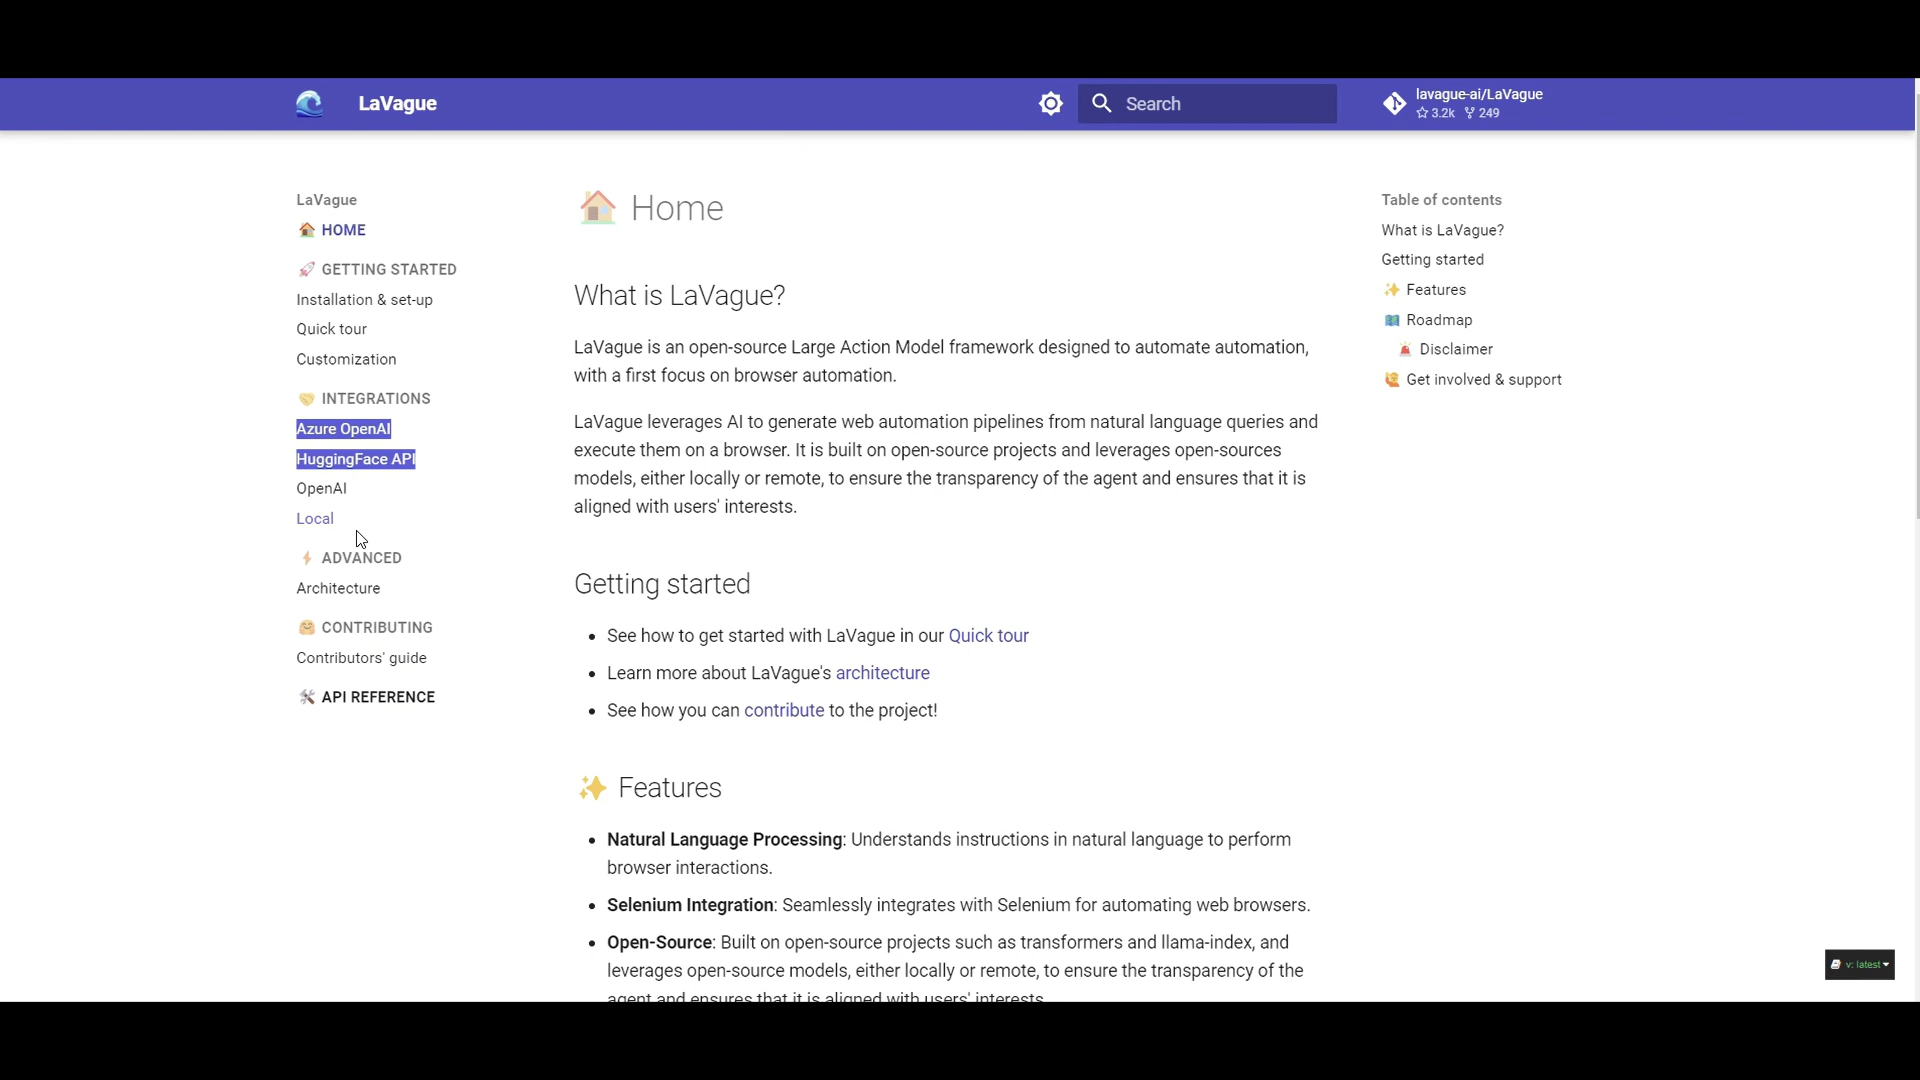 LaVague
Search
lavague-ai/LaVague
3.2k 249
LaVague
HOME
GETTING STARTED
Installation & set-up
Quick tour
Customization
INTEGRATIONS
Azure OpenAI
HuggingFace API
OpenAI
Local
ADVANCED
Architecture
CONTRIBUTING
Contributors' guide
API REFERENCE
Home
What is LaVague?
LaVague is an open-source Large Action Model framework designed to automate automation,
with a first focus on browser automation.
LaVague leverages AI to generate web automation pipelines from natural language queries and
execute them on a browser. It is built on open-source projects and leverages open-sources
models, either locally or remote, to ensure the transparency of the agent and ensures that it is
aligned with users' interests.
Getting started
• See how to get started with LaVague in our Quick tour
• Learn more about LaVague's architecture
• See how you can contribute to the project!
Features
• Natural Language Processing: Understands instructions in natural language to perform
browser interactions.
• Selenium Integration: Seamlessly integrates with Selenium for automating web browsers.
• Open-Source: Built on open-source projects such as transformers and llama-index, and
leverages open-source models, either locally or remote, to ensure the transparency of the
agent and ensures that it is aligned with users' interests.
Table of contents
What is LaVague?
Getting started
Features
Roadmap
Disclaimer
Get involved & support
v: latest